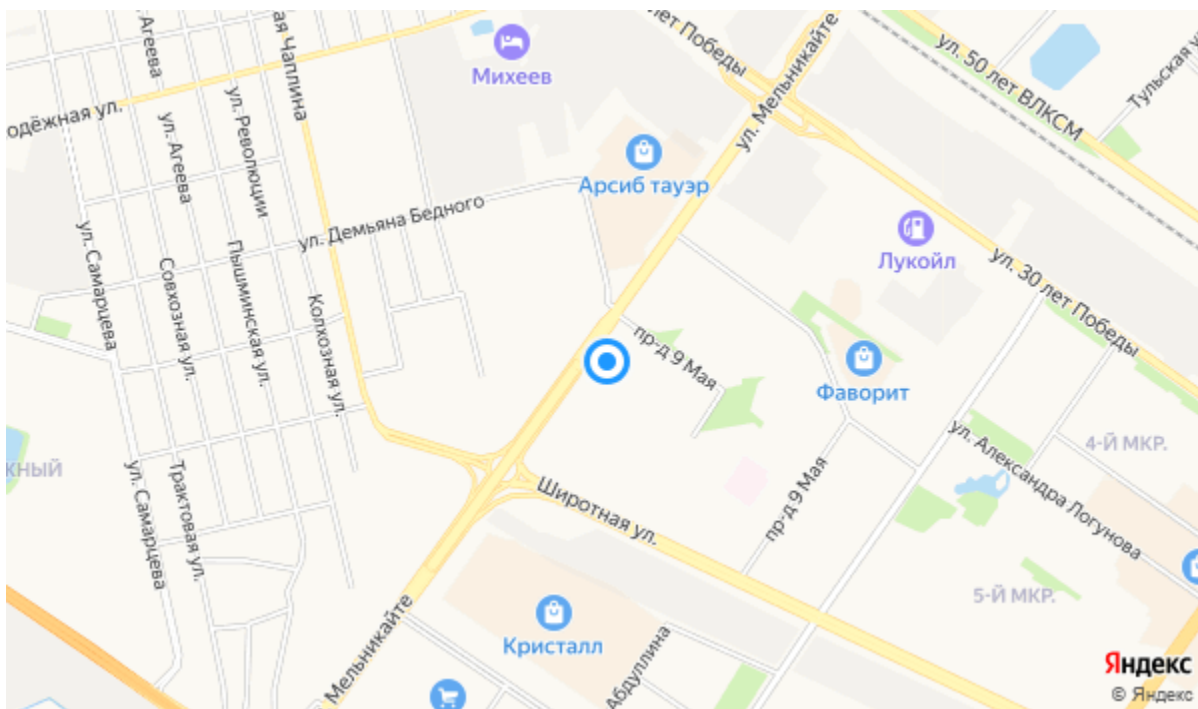 Агеева
ая Чаплина
лет Победы
ул. 50 лет ВЛКСМ
Тульская у
Михеев
ул. Мельникайте
одёжная ул.
ул. Агеева
ул. Революции
Арсиб тауэр
ул. Демьяна Бедного
Лукойл
ул. Самарцева
Совхозная ул.
Пышминская ул.
Колхозная ул.
ул. 30 лет Победы
пр-д 9 Мая
Фаворит
ЖНЫЙ
ул. Самарцева
Трактовая ул.
Широтная ул.
пр-д 9 Мая
ул. Александра Логунова
4-Й МКР.
5-Й МКР.
Кристалл
Мельникайте
Абдуллина
Яндекс
© Яндекс